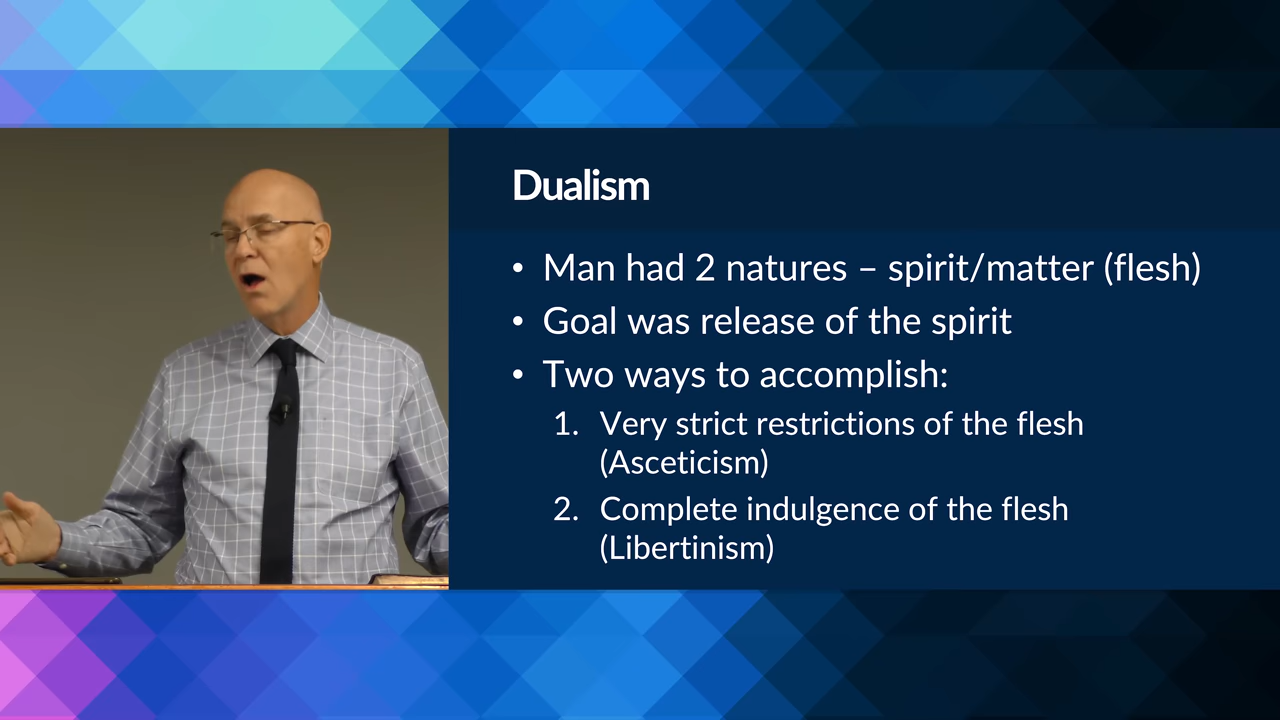 Dualism
• Man had 2 natures – spirit/matter (flesh)
• Goal was release of the spirit
• Two ways to accomplish:
1. Very strict restrictions of the flesh
(Asceticism)
2. Complete indulgence of the flesh
(Libertinism)